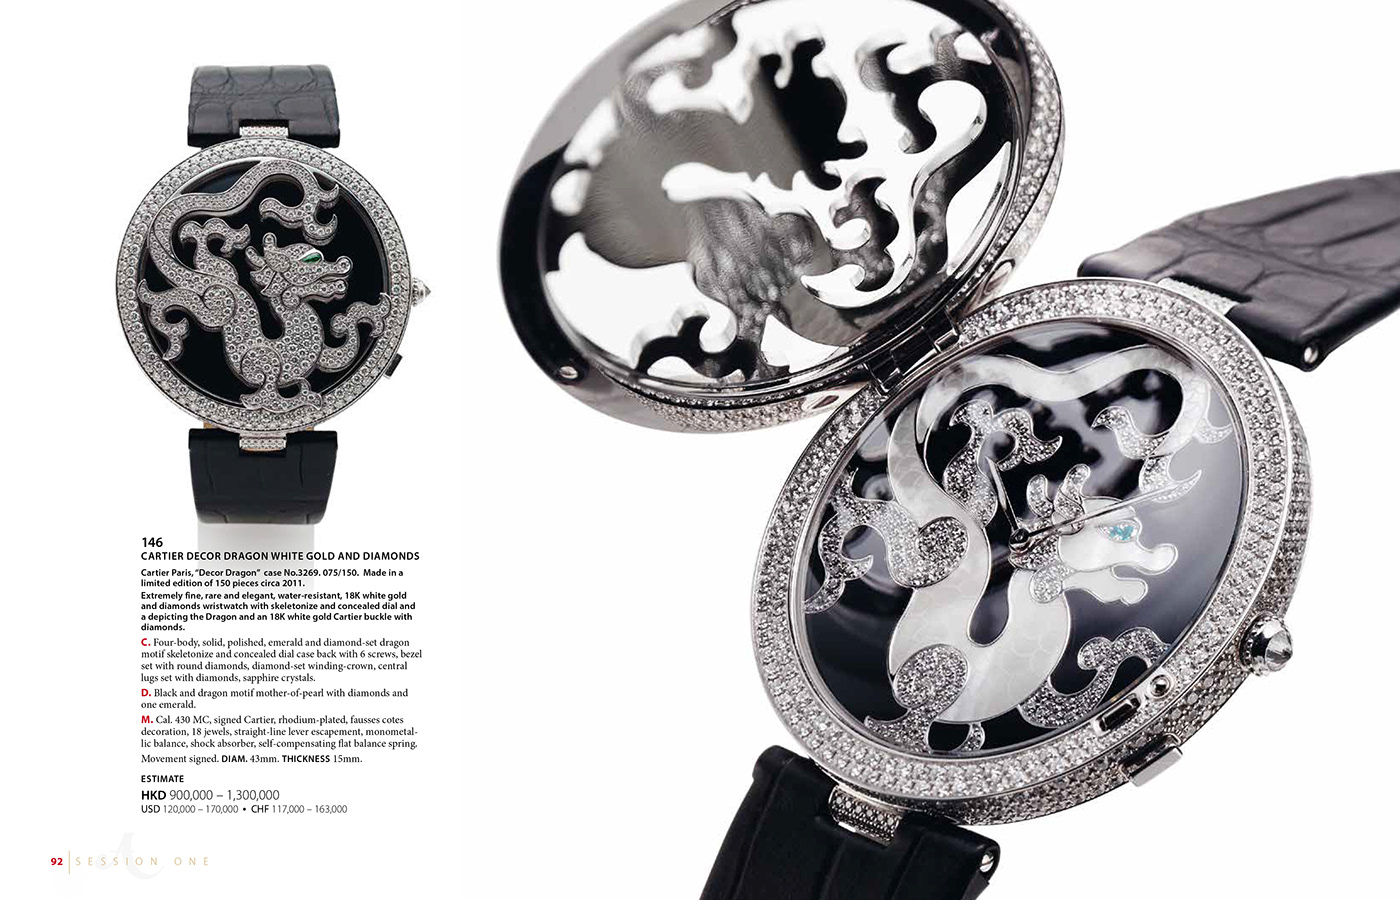 146
CARTIER DECOR DRAGON WHITE GOLD AND DIAMONDS
Cartier Paris, "Decor Dragon" case No.3269. 075/150. Made in a
limited edition of 150 pieces circa 2011.
Extremely fine, rare and elegant, water-resistant, 18K white gold
and diamonds wristwatch with skeletonize and concealed dial and
a depicting the Dragon and an 18K white gold Cartier buckle with
diamonds.
C. Four-body, solid, polished, emerald and diamond-set dragon
motif skeletonize and concealed dial case back with 6 screws, bezel
set with round diamonds, diamond-set winding-crown, central
lugs set with diamonds, sapphire crystals.
D. Black and dragon motif mother-of-pearl with diamonds and
one emerald.
M. Cal. 430 MC, signed Cartier, rhodium-plated, fausses cotes
decoration, 18 jewels, straight-line lever escapement, monometal-
lic balance, shock absorber, self-compensating flat balance spring.
Movement signed. DIAM. 43mm. THICKNESS 15mm.
ESTIMATE
HKD 900,000 – 1,300,000
USD 120,000 – 170,000 • CHF 117,000 – 163,000
92 SESSION ONE